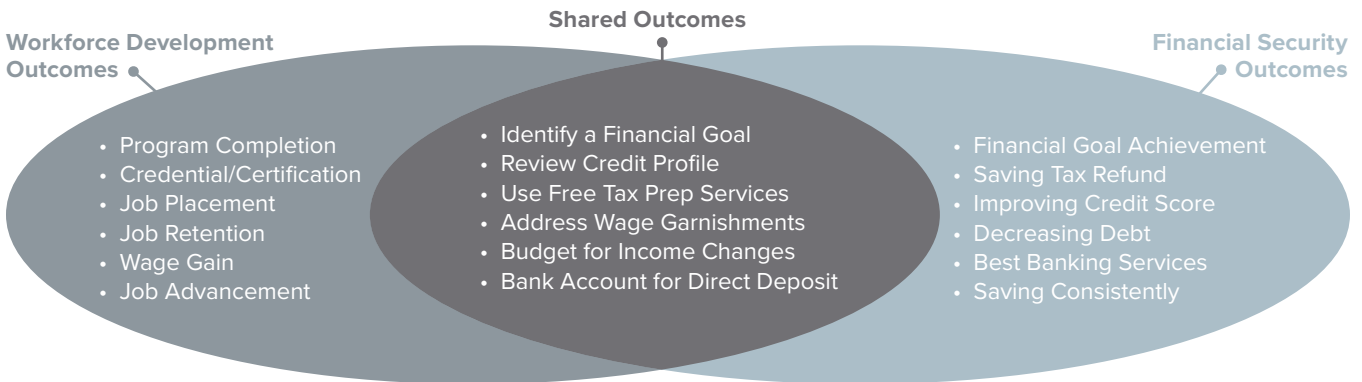 Shared Outcomes
Workforce Development
Outcomes
Financial Security
Outcomes
• Program Completion
• Credential/Certification
• Job Placement
• Job Retention
• Wage Gain
• Job Advancement
• Identify a Financial Goal
• Review Credit Profile
• Use Free Tax Prep Services
• Address Wage Garnishments
• Budget for Income Changes
• Bank Account for Direct Deposit
• Financial Goal Achievement
• Saving Tax Refund
• Improving Credit Score
• Decreasing Debt
• Best Banking Services
• Saving Consistently